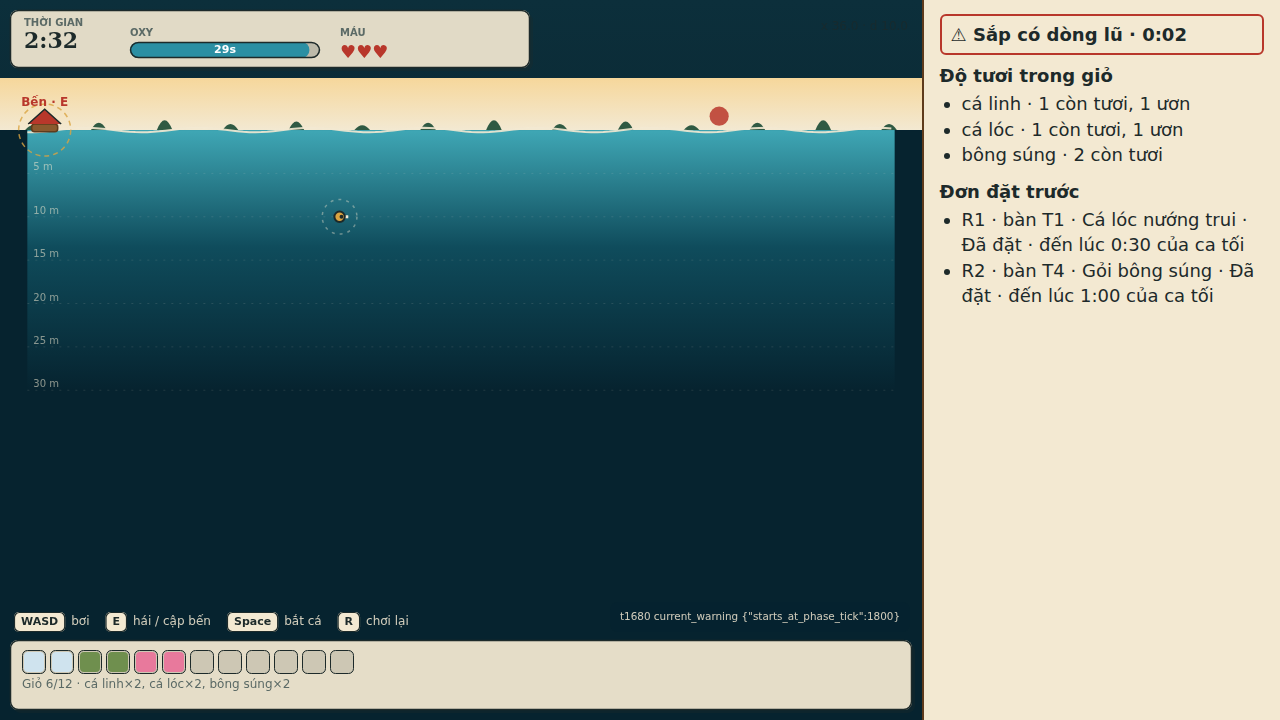 THỜI GIAN
2:32
OXY
29s
MÁU
Bến · E
5 m
10 m
15 m
20 m
25 m
30 m
WASD bơi E hái / cập bến Space bắt cá R chơi lại
t1680 current_warning {"starts_at_phase_tick":1800}
Giỏ 6/12 · cá linh×2, cá lóc×2, bông súng×2
⚠ Sắp có dòng lũ · 0:02
Độ tươi trong giỏ
• cá linh · 1 còn tươi, 1 ươn
• cá lóc · 1 còn tươi, 1 ươn
• bông súng · 2 còn tươi
Đơn đặt trước
• R1 · bàn T1 · Cá lóc nướng trui ·
Đã đặt · đến lúc 0:30 của ca tối
• R2 · bàn T4 · Gỏi bông súng · Đã
đặt · đến lúc 1:00 của ca tối